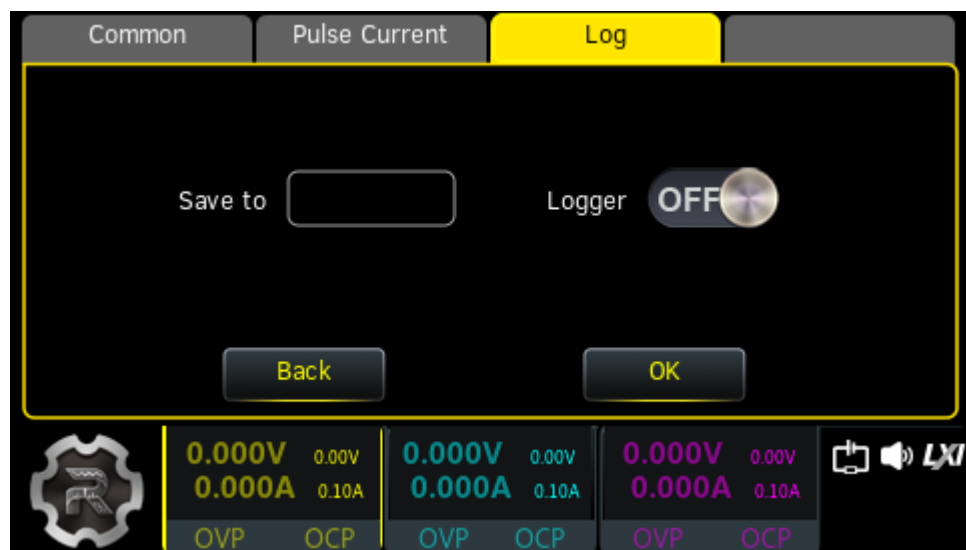 Common Pulse Current Log
Save to Logger OFF
Back OK
0.000V 0.00V 0.000V 0.00V 0.000V 0.00V
0.000A 0.10A 0.000A 0.10A 0.000A 0.10A
LXI
OVP OCP OVP OCP OVP OCP